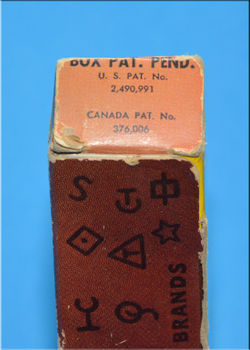 BOX PAT. PEND.
U. S. PAT. No.
2,490,991
CANADA PAT. No.
376,006
BRANDS